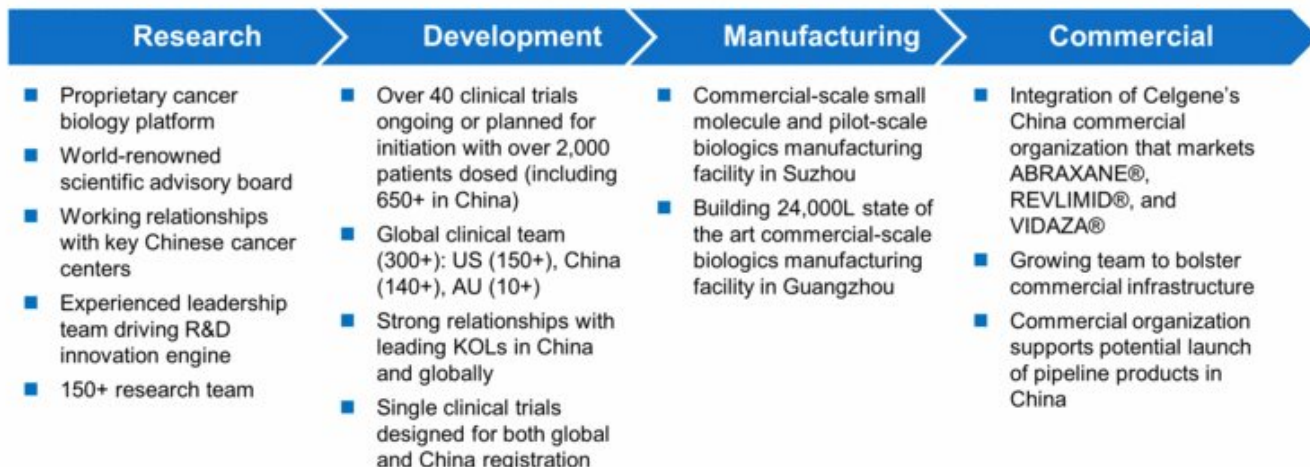 Research
Development
Manufacturing
Commercial
Proprietary cancer
biology platform
World-renowned
scientific advisory board
Working relationships
with key Chinese cancer
centers
Experienced leadership
team driving R&D
innovation engine
150+ research team
Over 40 clinical trials
ongoing or planned for
initiation with over 2,000
patients dosed (including
650+ in China)
Global clinical team
(300+): US (150+), China
(140+), AU (10+)
Strong relationships with
leading KOLs in China
and globally
Single clinical trials
designed for both global
and China registration
Commercial-scale small
molecule and pilot-scale
biologics manufacturing
facility in Suzhou
Building 24,000L state of
the art commercial-scale
biologics manufacturing
facility in Guangzhou
Integration of Celgene's
China commercial
organization that markets
ABRAXANE®,
REVLIMID®, and
VIDAZA®
Growing team to bolster
commercial infrastructure
Commercial organization
supports potential launch
of pipeline products in
China